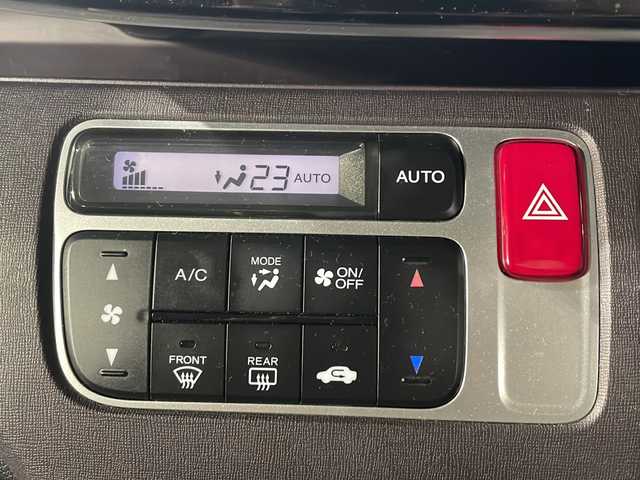 23 AUTO
AUTO
A/C
MODE
ON/
OFF
FRONT
REAR